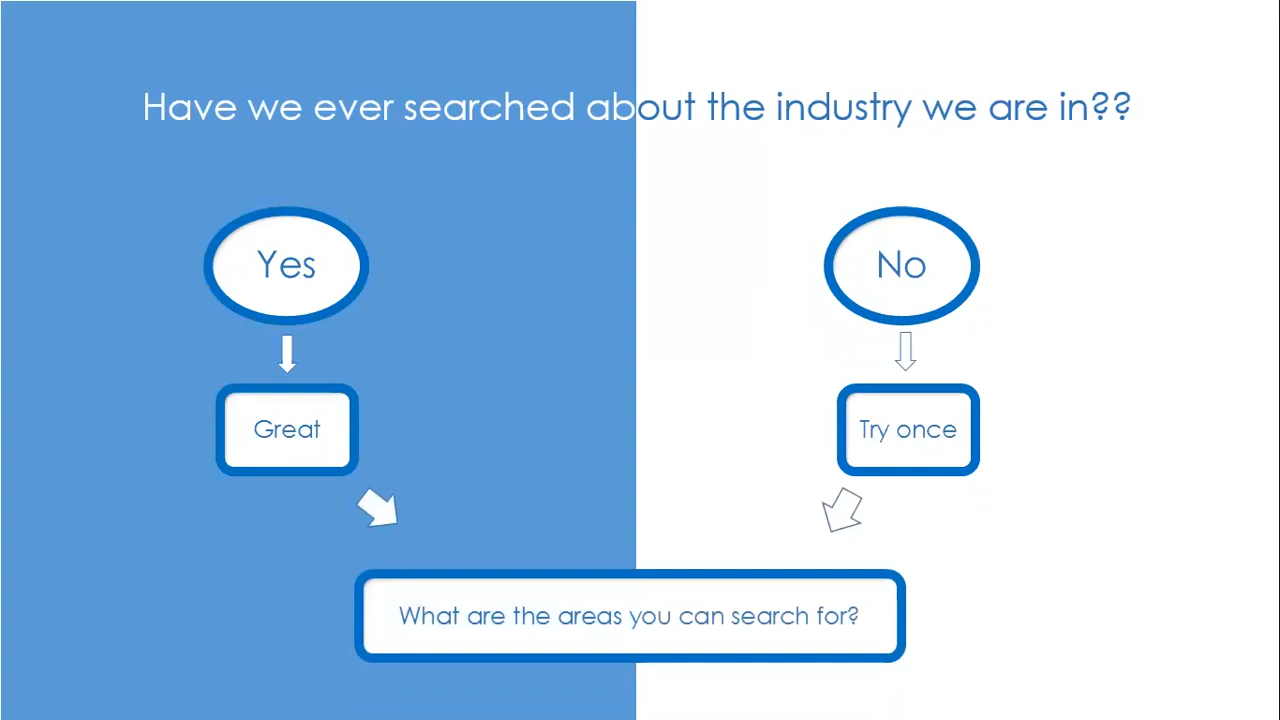 Have we ever searched about the industry we are in??
Yes
No
Great
Try once
What are the areas you can search for?